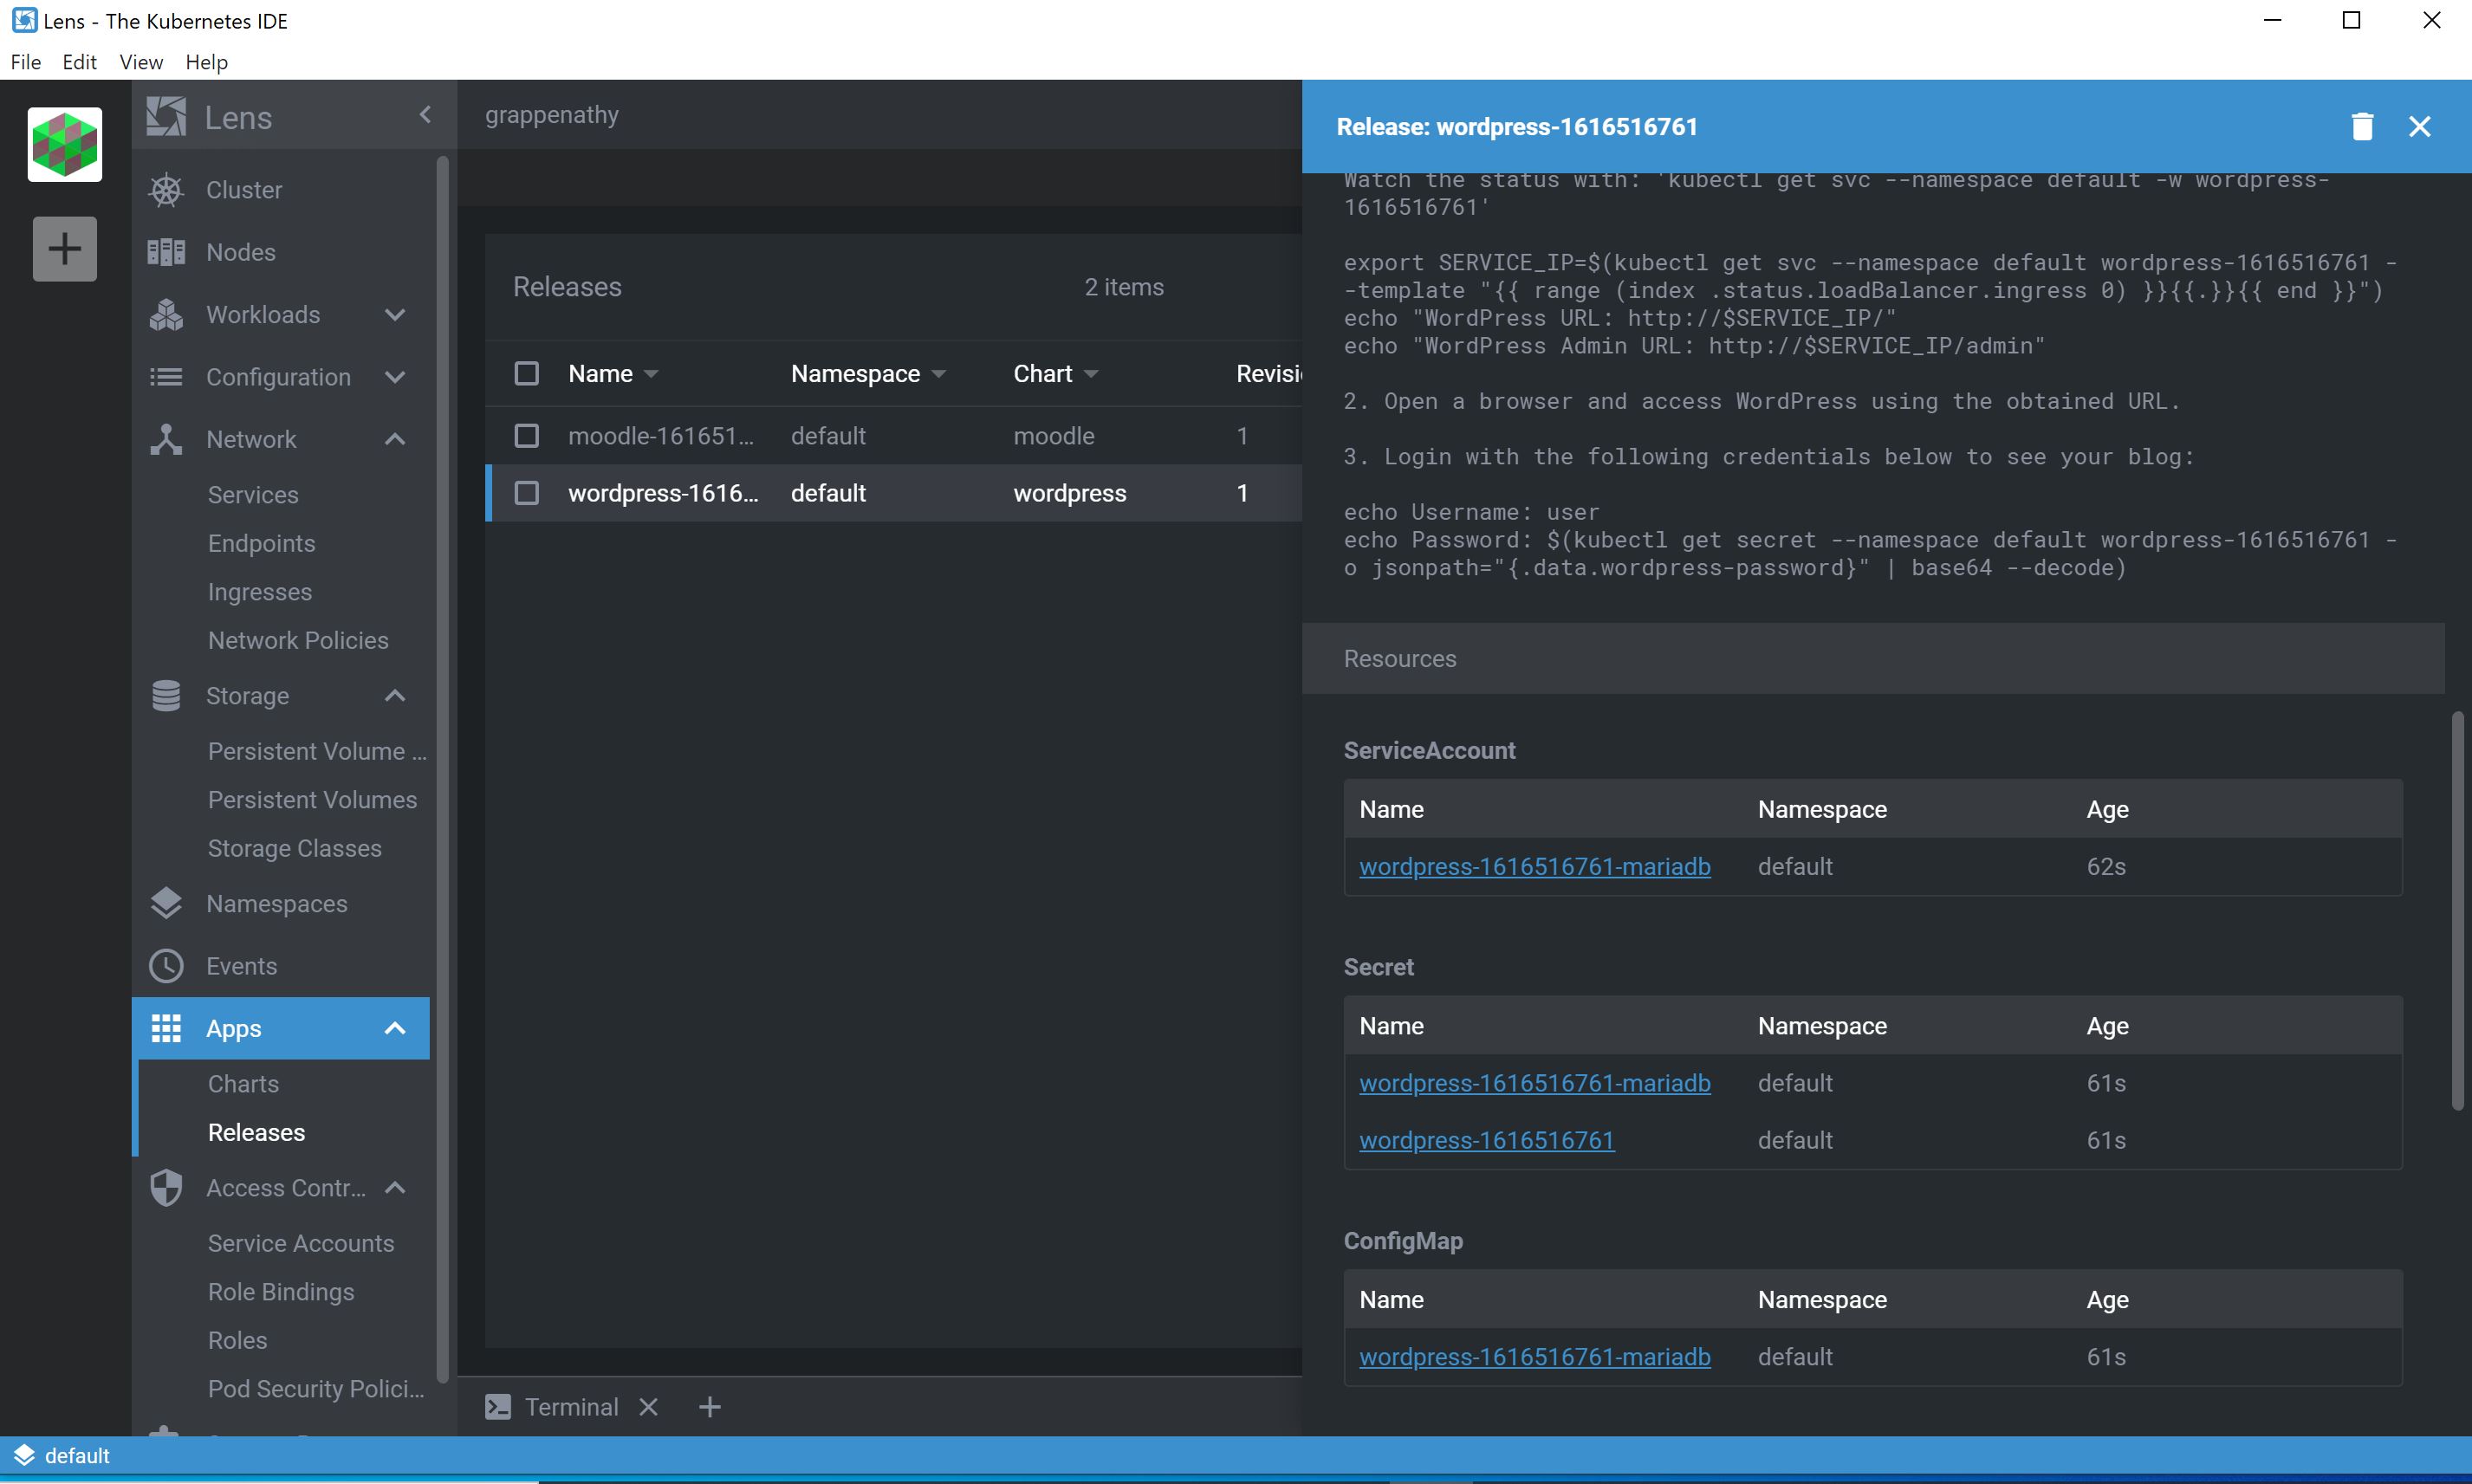 Lens - The Kubernetes IDE
File Edit View Help
Lens
Cluster
Nodes
Workloads
Configuration
Network
Services
Endpoints
Ingresses
Network Policies
Storage
Persistent Volume ...
Persistent Volumes
Storage Classes
Namespaces
Events
Apps
Charts
Releases
Access Contr...
Service Accounts
Role Bindings
Roles
Pod Security Polici...
grappenathy
Releases 2 items
Name Namespace Chart
moodle-161651... default moodle 1
wordpress-1616... default wordpress 1
Terminal
Release: wordpress-1616516761
Watch the status with: 'kubectl get svc --namespace default -w wordpress-
1616516761'
export SERVICE_IP=$(kubectl get svc --namespace default wordpress-1616516761 -
-template "{{ range (index .status.loadBalancer.ingress 0) }}{{.}}{{ end }}")
echo "WordPress URL: http://$SERVICE_IP/"
echo "WordPress Admin URL: http://$SERVICE_IP/admin"
2. Open a browser and access WordPress using the obtained URL.
3. Login with the following credentials below to see your blog:
echo Username: user
echo Password: $(kubectl get secret --namespace default wordpress-1616516761 -
o jsonpath="{.data.wordpress-password}" | base64 --decode)
Resources
ServiceAccount
Name Namespace Age
wordpress-1616516761-mariadb default 62s
Secret
Name Namespace Age
wordpress-1616516761-mariadb default 61s
wordpress-1616516761 default 61s
ConfigMap
Name Namespace Age
wordpress-1616516761-mariadb default 61s
default